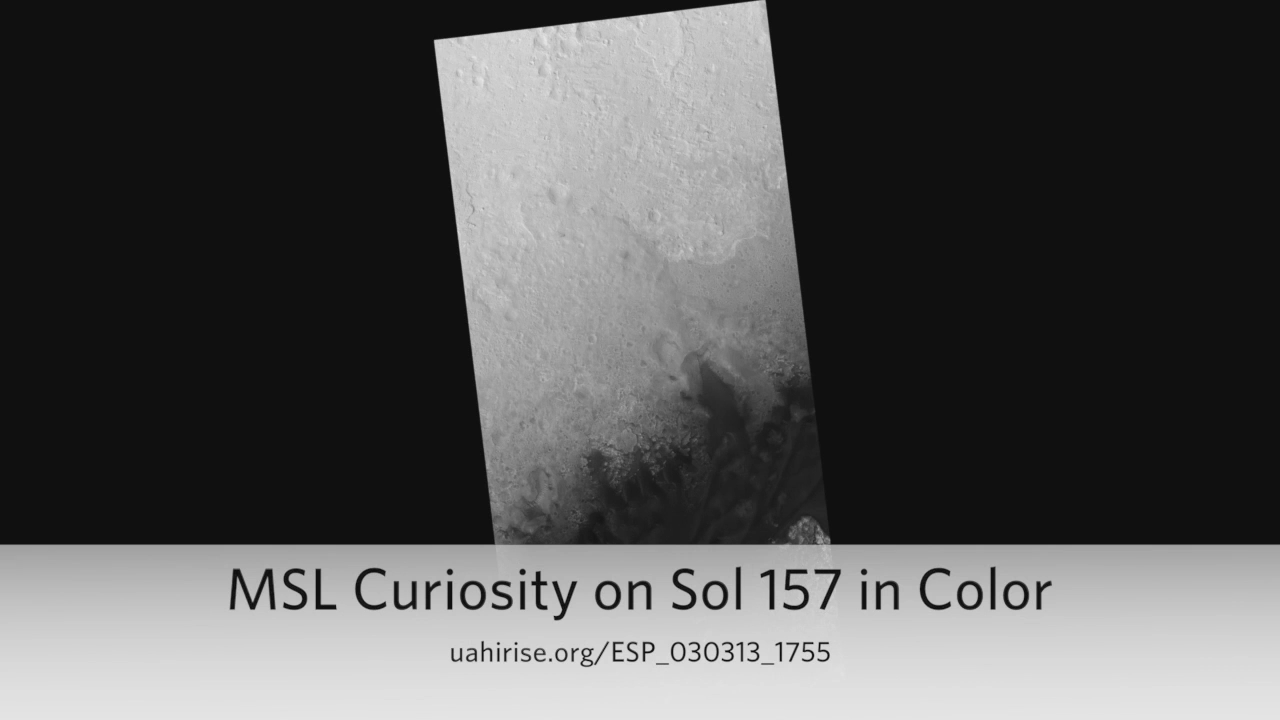 MSL Curiosity on Sol 157 in Color
uahirise.org/ESP_030313_1755